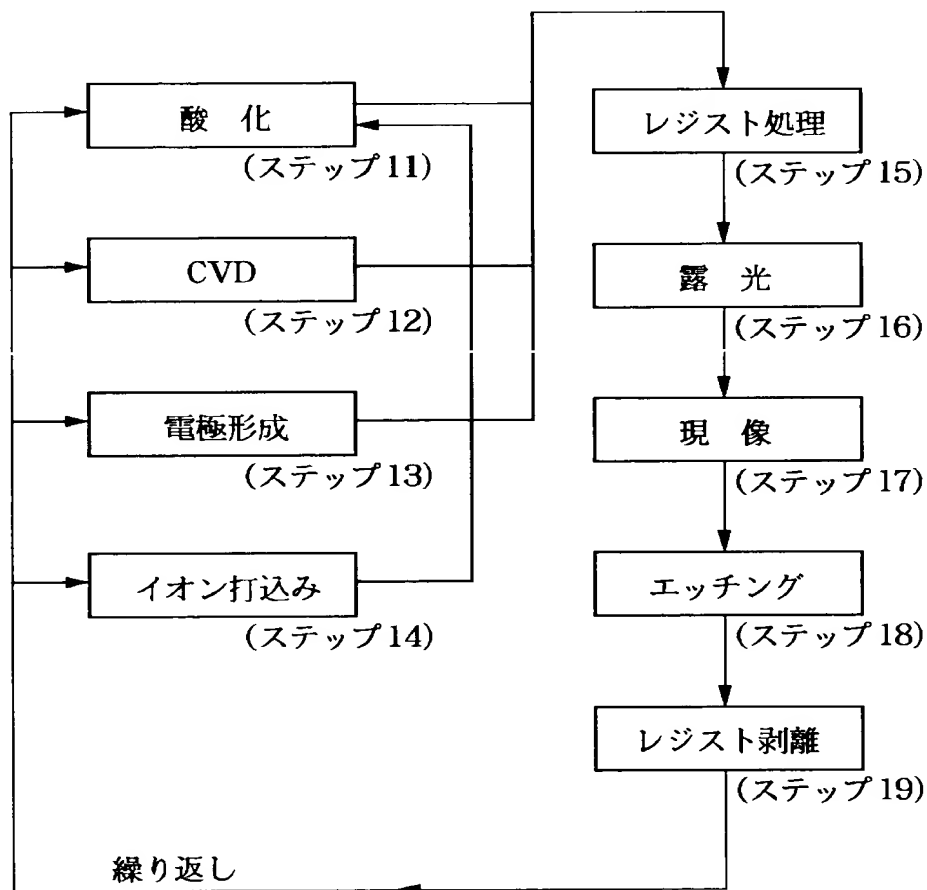 酸化
(ステップ11)
CVD
(ステップ12)
電極形成
(ステップ13)
イオン打込み
(ステップ14)
レジスト処理
(ステップ15)
露光
(ステップ16)
現像
(ステップ17)
エッチング
(ステップ18)
レジスト剥離
(ステップ19)
繰り返し